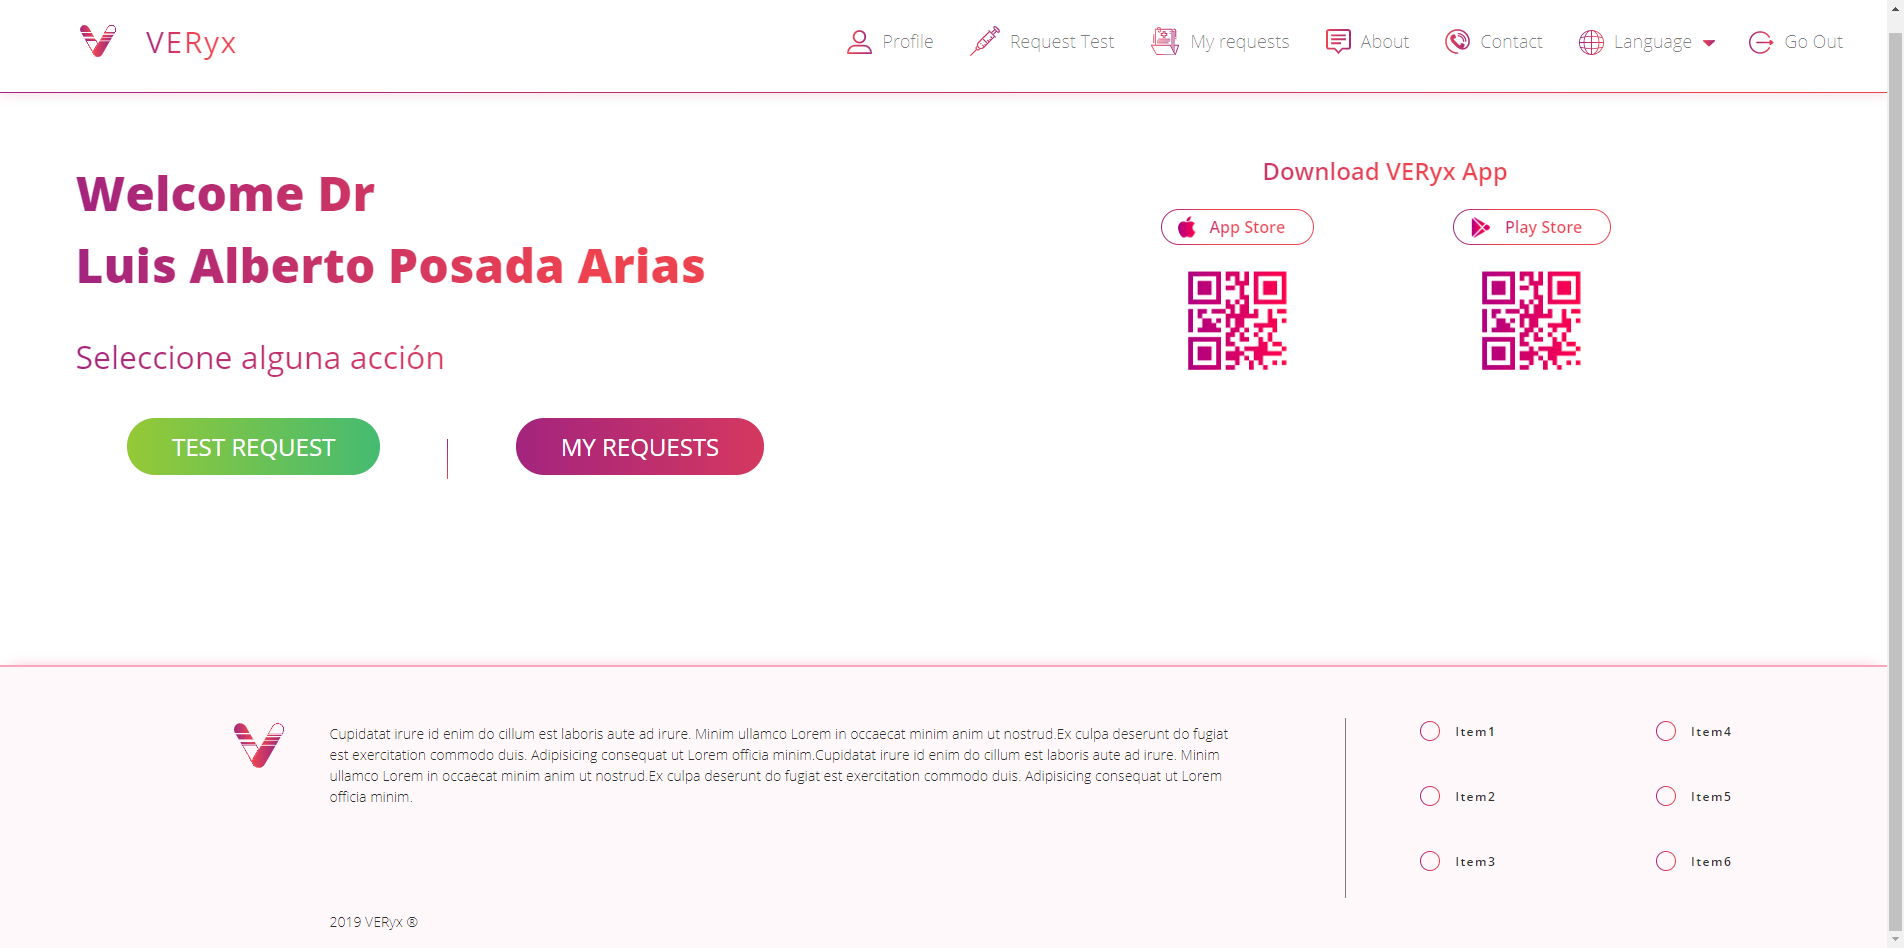 VERyx
Profile
Request Test
My requests
About
Contact
Language
Go Out
Welcome Dr
Luis Alberto Posada Arias
Seleccione alguna acción
TEST REQUEST
MY REQUESTS
Download VERyx App
App Store
Play Store
Cupidatat irure id enim do cillum est laboris aute ad irure. Minim ullamco Lorem in occaecat minim anim ut nostrud.Ex culpa deserunt do fugiat
est exercitation commodo duis. Adipisicing consequat ut Lorem officia minim.Cupidatat irure id enim do cillum est laboris aute ad irure. Minim
ullamco Lorem in occaecat minim anim ut nostrud.Ex culpa deserunt do fugiat est exercitation commodo duis. Adipisicing consequat ut Lorem
officia minim.
2019 VERyx ®
Item1
Item2
Item3
Item4
Item5
Item6